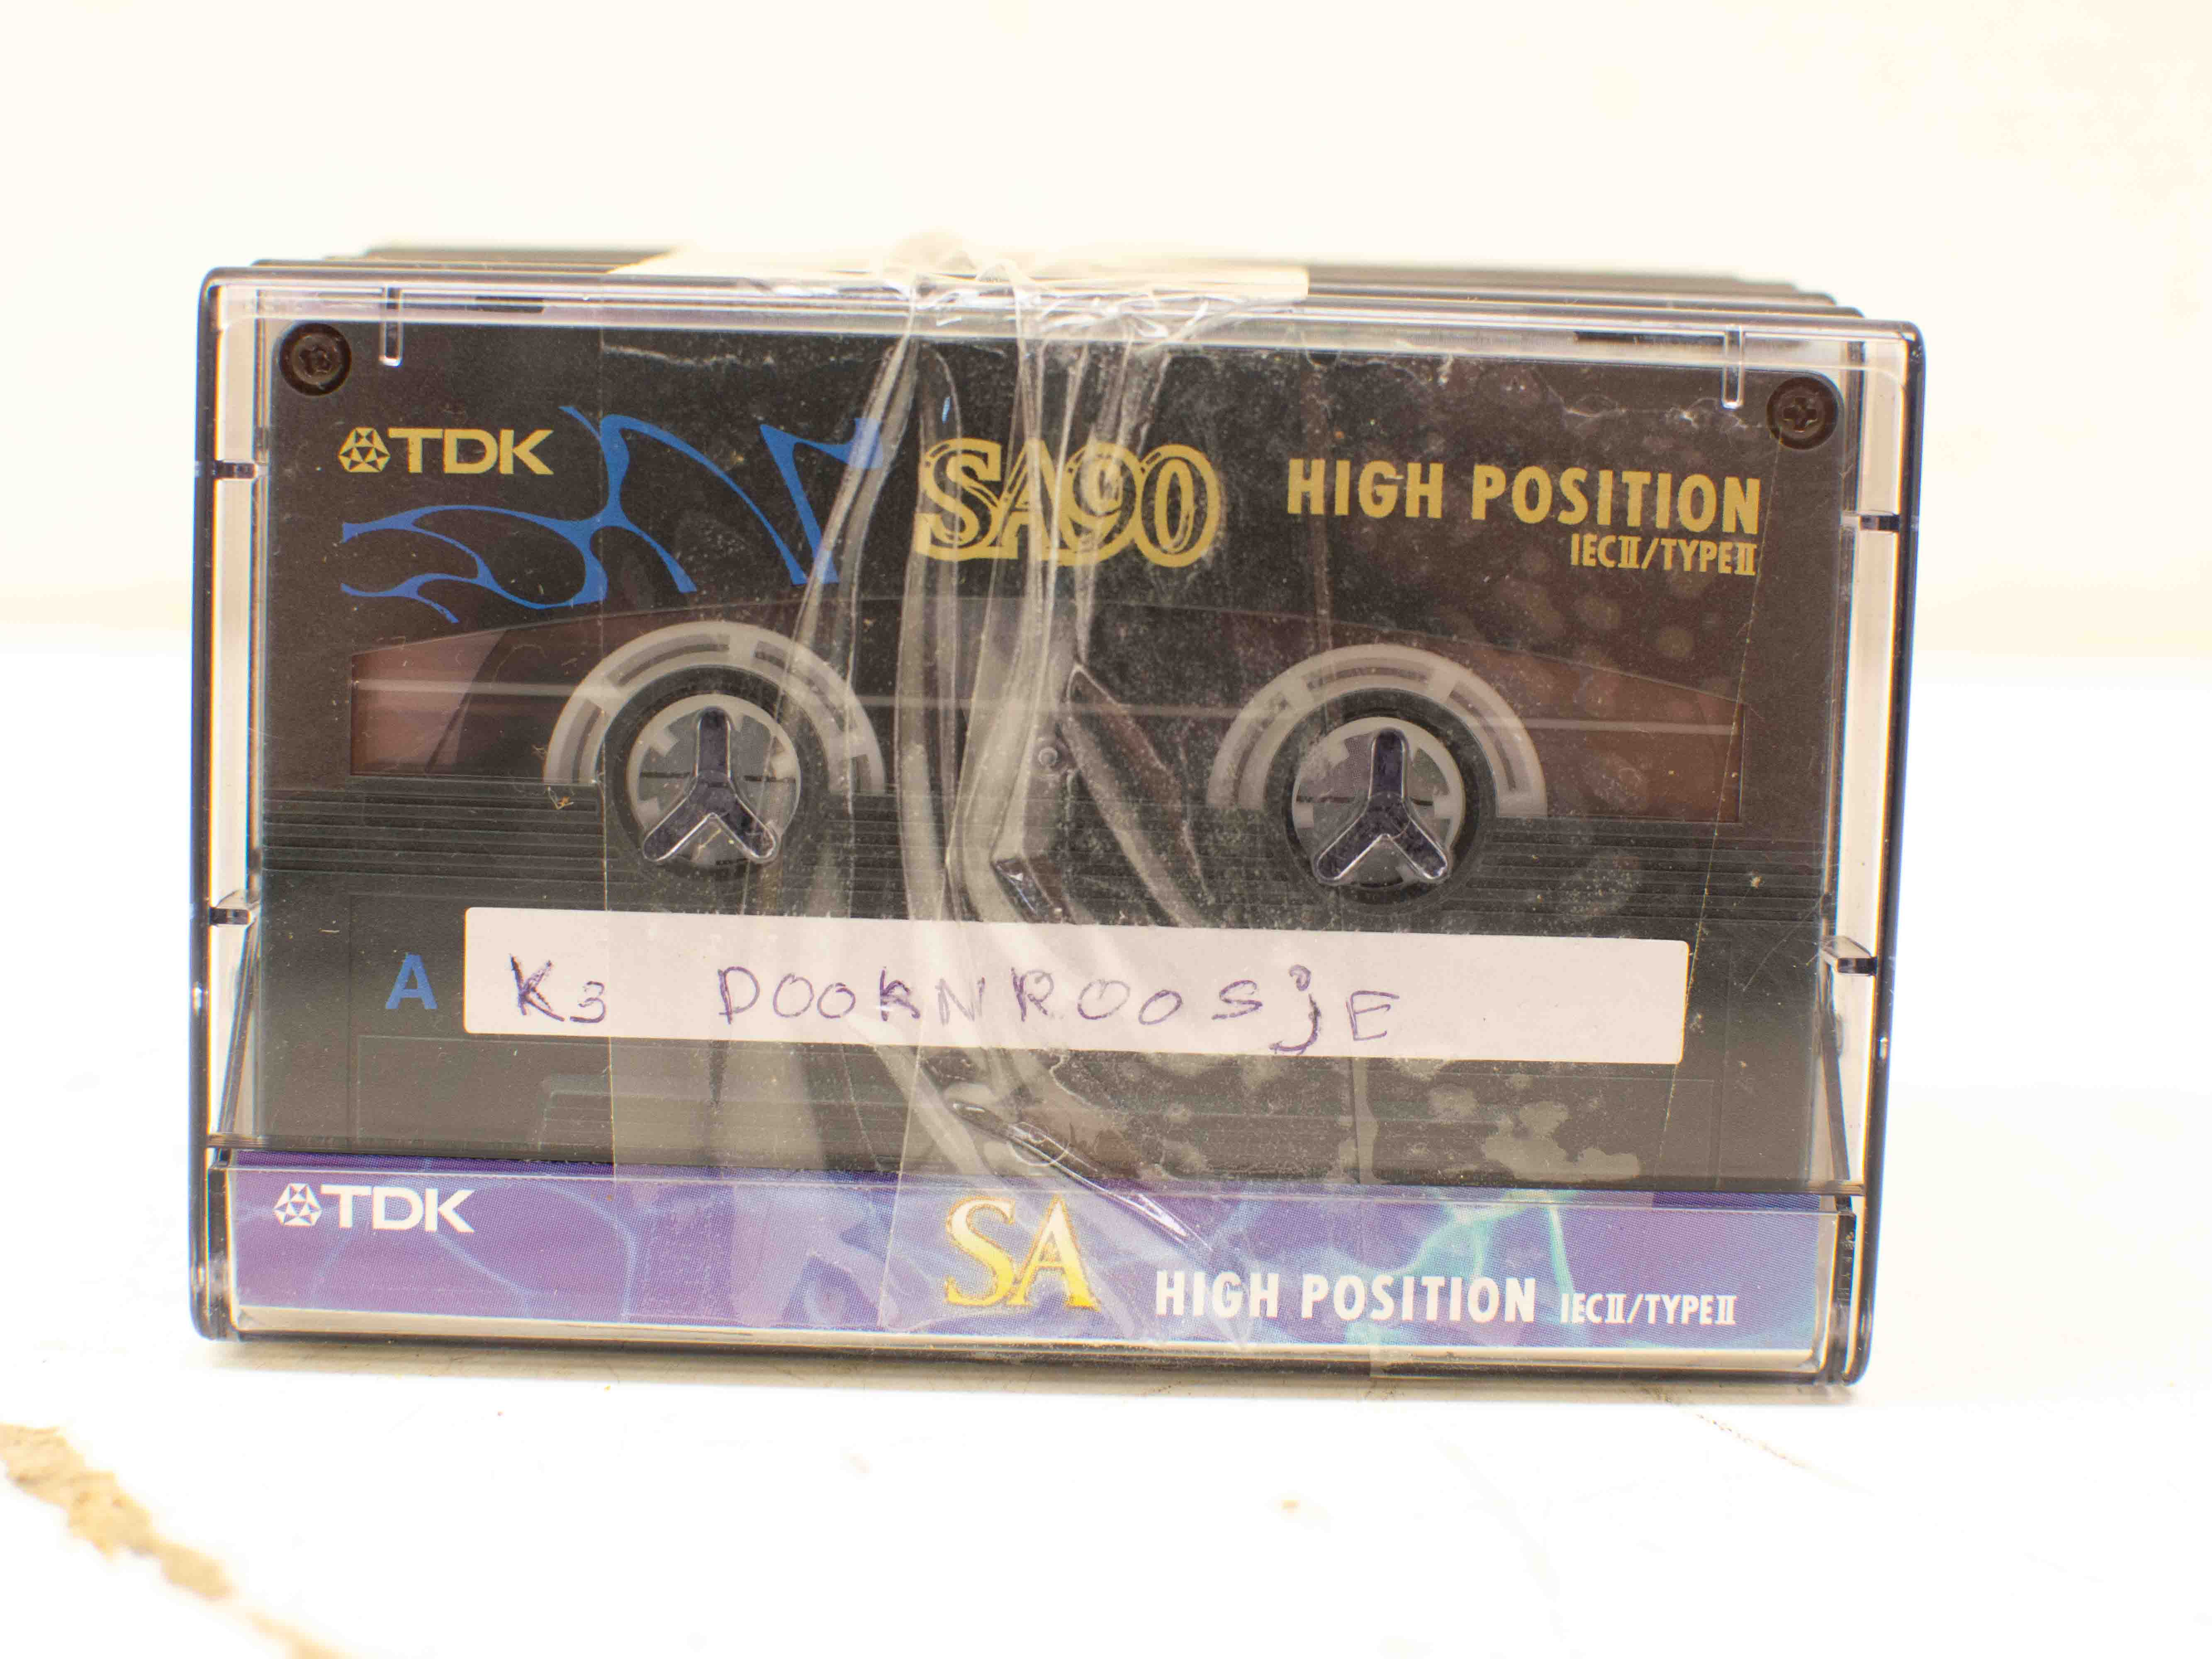 TDK SA90 HIGH POSITION
IECII/TYPEII
A K3 DOORNROOSjE
TDK SA HIGH POSITION IECII/TYPEII